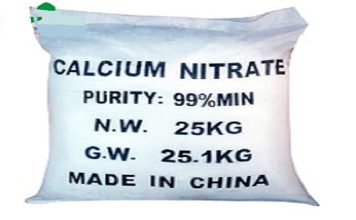 CALCIUM NITRATE
PURITY: 99%MIN
N.W. 25KG
G.W. 25.1KG
MADE IN CHINA